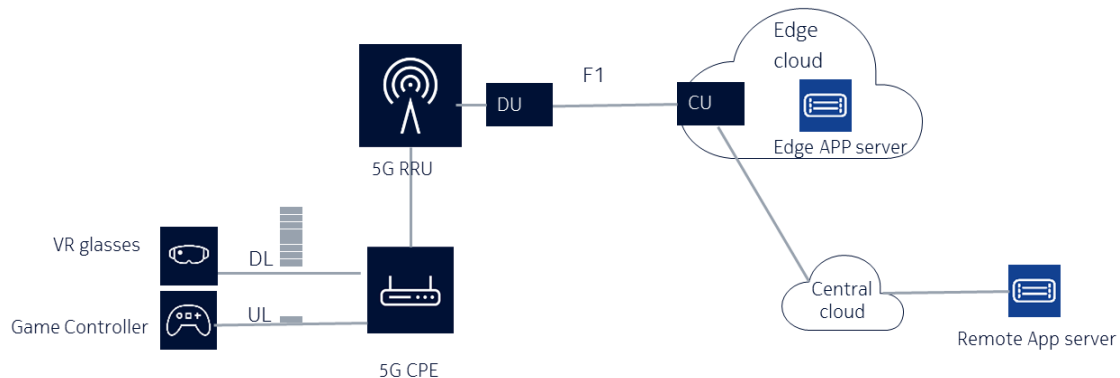 Edge
cloud
F1
DU
CU
Edge APP server
5G RRU
VR glasses
DL
UL
Game Controller
Central
cloud
Remote App server
5G CPE